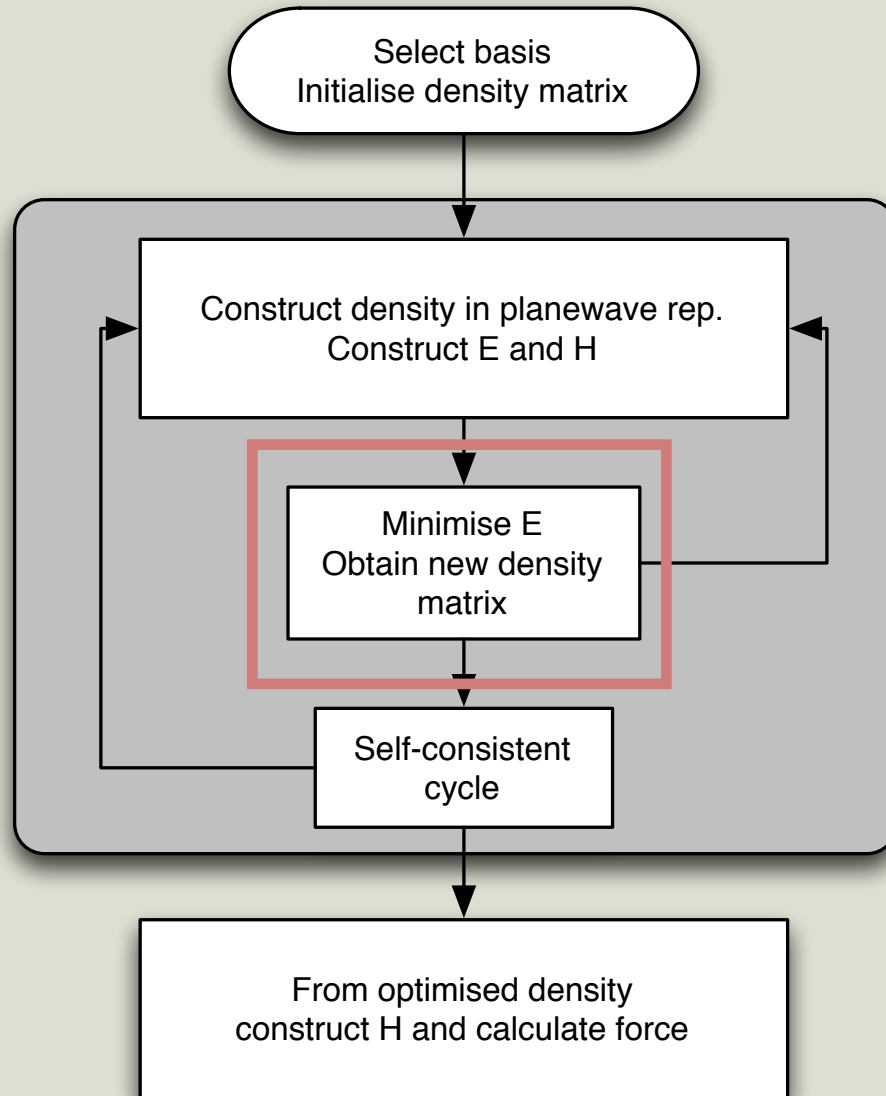 Select basis
Initialise density matrix
Construct density in planewave rep.
Construct E and H
Minimise E
Obtain new density
matrix
Self-consistent
cycle
From optimised density
construct H and calculate force